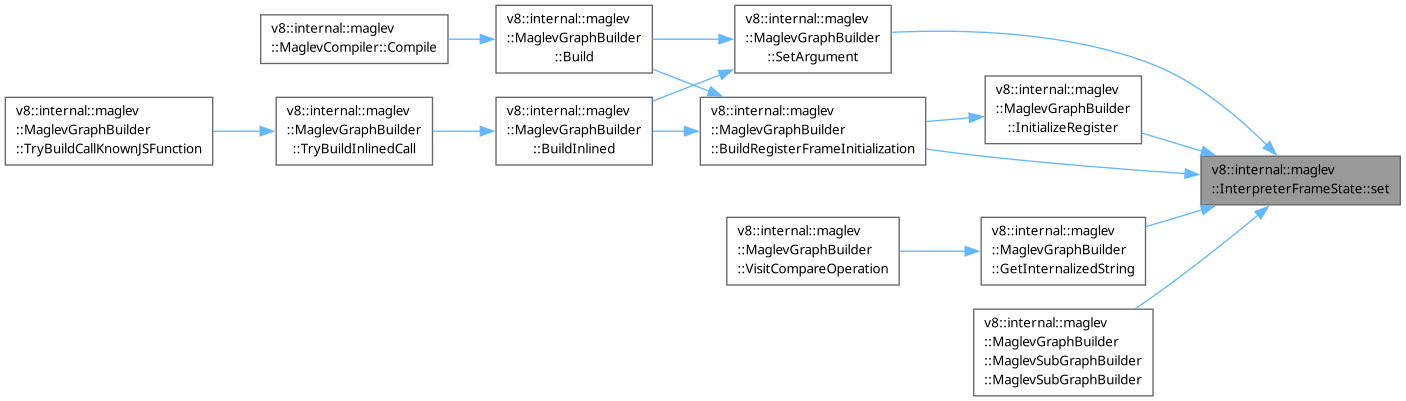 v8::internal::maglev
::MaglevCompiler::Compile
v8::internal::maglev
::MaglevGraphBuilder
::Build
v8::internal::maglev
::MaglevGraphBuilder
::SetArgument
v8::internal::maglev
::MaglevGraphBuilder
::InitializeRegister
v8::internal::maglev
::MaglevGraphBuilder
::TryBuildCallKnownJSFunction
v8::internal::maglev
::MaglevGraphBuilder
::TryBuildInlinedCall
v8::internal::maglev
::MaglevGraphBuilder
::BuildInlined
v8::internal::maglev
::MaglevGraphBuilder
::BuildRegisterFrameInitialization
v8::internal::maglev
::InterpreterFrameState::set
v8::internal::maglev
::MaglevGraphBuilder
::VisitCompareOperation
v8::internal::maglev
::MaglevGraphBuilder
::GetInternalizedString
v8::internal::maglev
::MaglevGraphBuilder
::MaglevSubGraphBuilder
::MaglevSubGraphBuilder